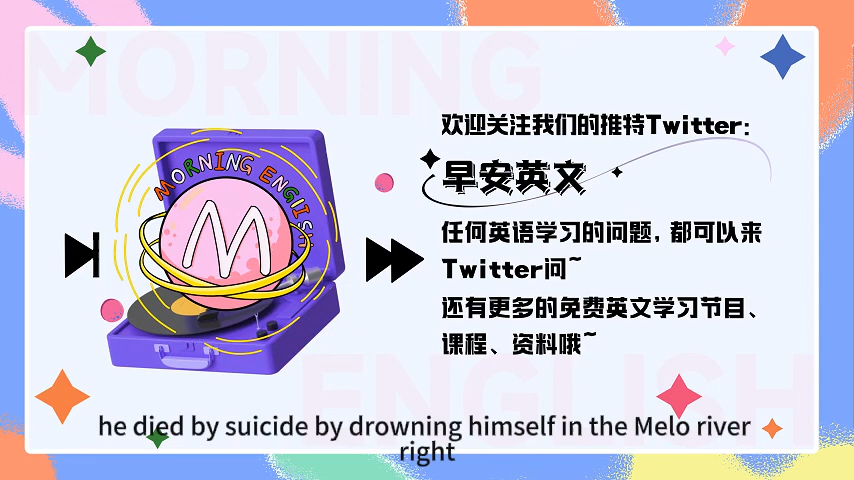 MORNING
欢迎关注我们的推特Twitter：
MORNING ENGLISH
早安英文
M
任何英语学习的问题，都可以来
Twitter问~
还有更多的免费英文学习节目、
课程、资料哦~
ENGLISH
he died by suicide by drowning himself in the Melo river
right